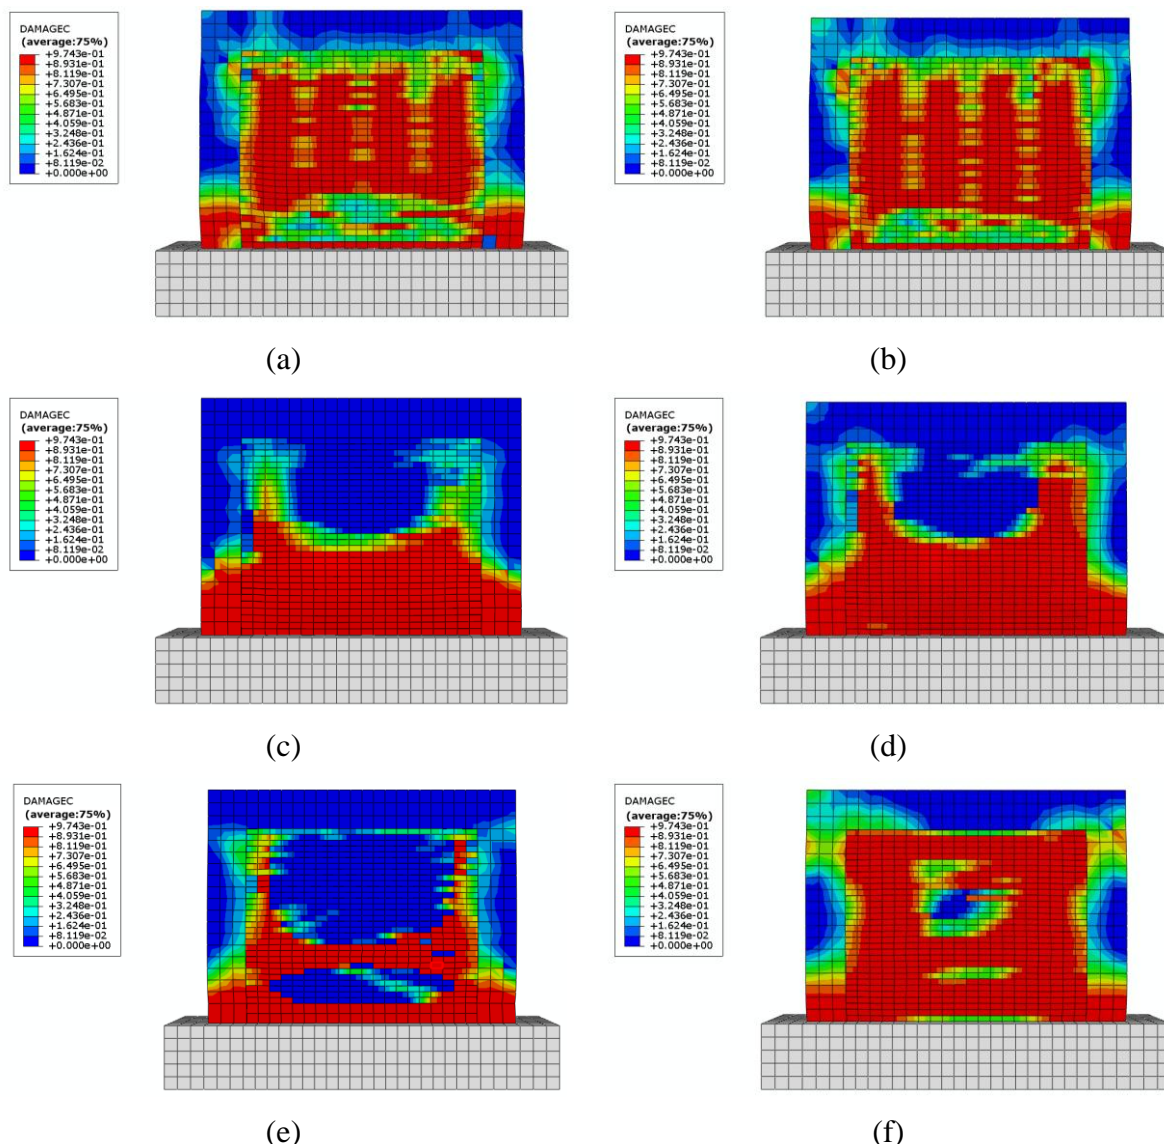 DAMAGEC
(average:75%)
+9.743e-01
+8.931e-01
+8.119e-01
+7.307e-01
+6.495e-01
+5.683e-01
+4.871e-01
+4.059e-01
+3.248e-01
+2.436e-01
+1.624e-01
+8.119e-02
+0.000e+00
(a)
DAMAGEC
(average:75%)
+9.743e-01
+8.931e-01
+8.119e-01
+7.307e-01
+6.495e-01
+5.683e-01
+4.871e-01
+4.059e-01
+3.248e-01
+2.436e-01
+1.624e-01
+8.119e-02
+0.000e+00
(b)
DAMAGEC
(average:75%)
+9.743e-01
+8.931e-01
+8.119e-01
+7.307e-01
+6.495e-01
+5.683e-01
+4.871e-01
+4.059e-01
+3.248e-01
+2.436e-01
+1.624e-01
+8.119e-02
+0.000e+00
(c)
DAMAGEC
(average:75%)
+9.743e-01
+8.931e-01
+8.119e-01
+7.307e-01
+6.495e-01
+5.683e-01
+4.871e-01
+4.059e-01
+3.248e-01
+2.436e-01
+1.624e-01
+8.119e-02
+0.000e+00
(d)
DAMAGEC
(average:75%)
+9.743e-01
+8.931e-01
+8.119e-01
+7.307e-01
+6.495e-01
+5.683e-01
+4.871e-01
+4.059e-01
+3.248e-01
+2.436e-01
+1.624e-01
+8.119e-02
+0.000e+00
(e)
DAMAGEC
(average:75%)
+9.743e-01
+8.931e-01
+8.119e-01
+7.307e-01
+6.495e-01
+5.683e-01
+4.871e-01
+4.059e-01
+3.248e-01
+2.436e-01
+1.624e-01
+8.119e-02
+0.000e+00
(f)